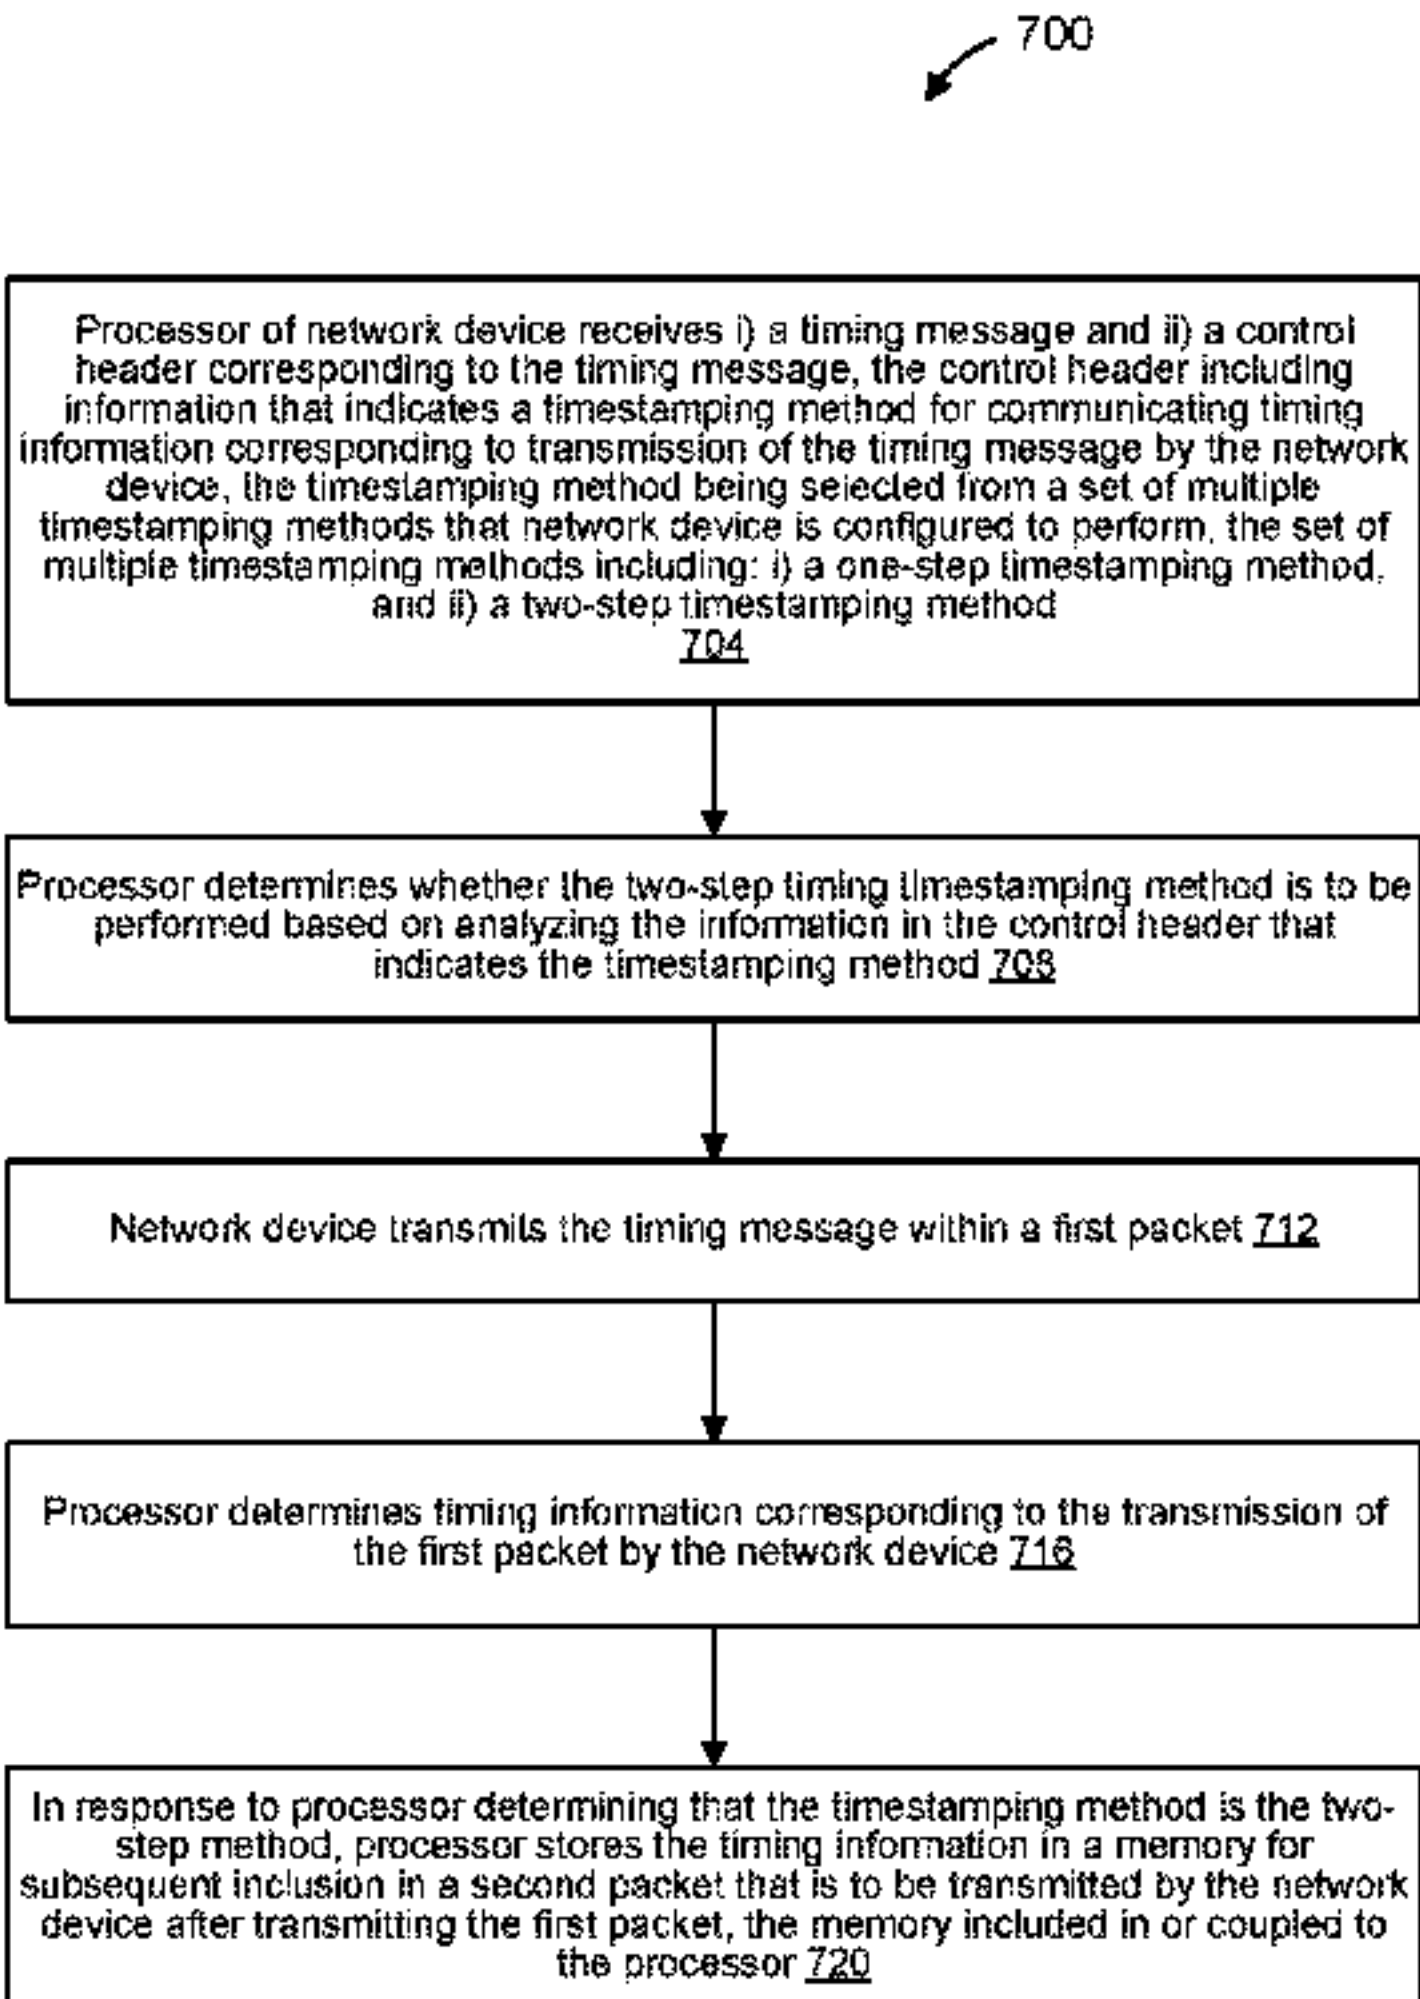 700
Processor of network device receives i) a timing message and ii) a control
header corresponding to the timing message, the control header including
information that indicates a timestamping method for communicating timing
information corresponding to transmission of the timing message by the network
device, the timestamping method being selected from a set of multiple
timestamping methods that network device is configured to perform, the set of
multiple timestamping methods including: i) a one-step timestamping method,
and ii) a two-step timestamping method
704
Processor determines whether the two-step timing timestamping method is to be
performed based on analyzing the information in the control header that
indicates the timestamping method 708
Network device transmits the timing message within a first packet 712
Processor determines timing information corresponding to the transmission of
the first packet by the network device 716
In response to processor determining that the timestamping method is the two-
step method, processor stores the timing information in a memory for
subsequent inclusion in a second packet that is to be transmitted by the network
device after transmitting the first packet, the memory included in or coupled to
the processor 720